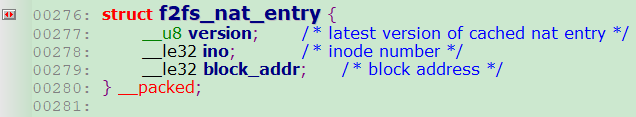 00276: struct f2fs_nat_entry {
00277: __u8 version; /* latest version of cached nat entry */
00278: __le32 ino; /* inode number */
00279: __le32 block_addr; /* block address */
00280: } __packed;
00281: